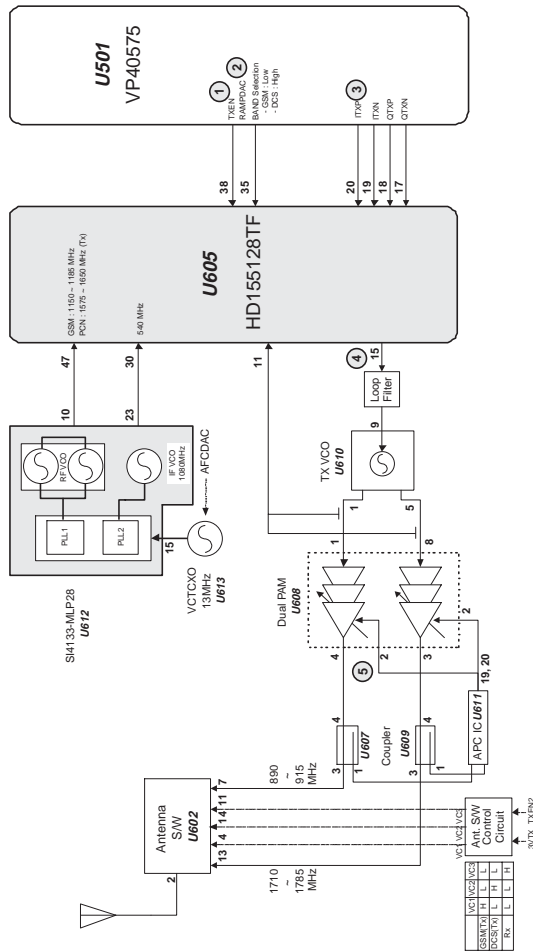 U501
VP40575
1
TXEN
2
RAMPDAC
BAND Selection
- GSM : Low
- DCS : High
3
ITXP
ITXN
QTXP
QTXN
38
35
20
19
18
17
U605
HD155128TF
GSM : 1150 ~ 1185 MHz
PCN : 1575 ~ 1650 MHz (Tx)
540 MHz
47
30
11
4
15
10
23
RFVCO
IF VCO
1080MHz
PLL1
PLL2
15
AFCDAC
VCTCXO
13MHz
U613
SI4133-MLP28
U612
Loop
Filter
9
TX VCO
U610
1
5
1
8
Dual PAM
U608
4
2
3
2
5
19, 20
4
U607
3
1
Coupler
4
U609
3
1
APC IC U611
890
~
915
MHz
1710
~
1785
MHz
Antenna
S/W
U602
2
7
11
14
4
13
VC1 VC2 VC3
Ant. S/W
Control
Circuit
3VTX TXEN2
VC1 VC2 VC3
GSM(Tx) H L L
DCS(Tx) L H L
Rx L L H